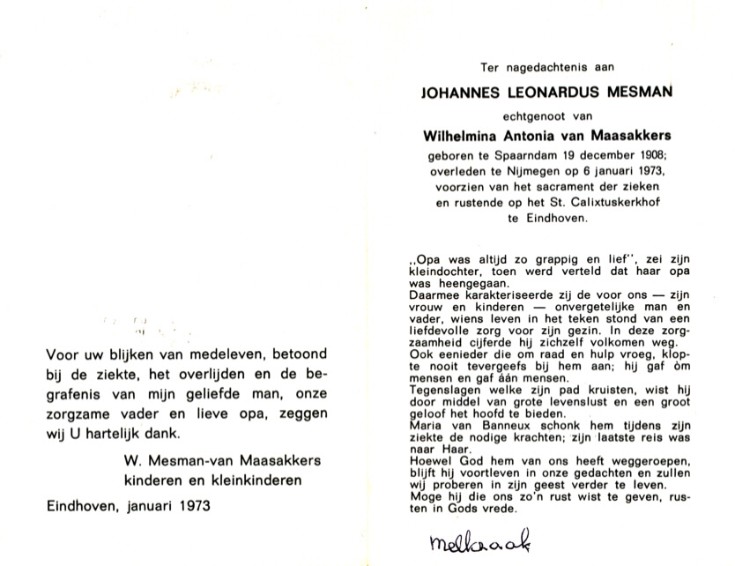 Voor uw blijken van medeleven, betoond
bij de ziekte, het overlijden en de be-
grafenis van mijn geliefde man, onze
zorgzame vader en lieve opa, zeggen
wij U hartelijk dank.
W. Mesman-van Maasakkers
kinderen en kleinkinderen
Eindhoven, januari 1973
Ter nagedachtenis aan
JOHANNES LEONARDUS MESMAN
echtgenoot van
Wilhelmina Antonia van Maasakkers
geboren te Spaarndam 19 december 1908;
overleden te Nijmegen op 6 januari 1973,
voorzien van het sacrament der zieken
en rustende op het St. Calixtuskerkhof
te Eindhoven.
„Opa was altijd zo grappig en lief", zei zijn
kleindochter, toen werd verteld dat haar opa
was heengegaan.
Daarmee karakteriseerde zij de voor ons — zijn
vrouw en kinderen — onvergetelijke man en
vader, wiens leven in het teken stond van een
liefdevolle zorg voor zijn gezin. In deze zorg-
zaamheid cijferde hij zichzelf volkomen weg.
Ook eenieder die om raad en hulp vroeg, klop-
te nooit tevergeefs bij hem aan; hij gaf óm
mensen en gaf áán mensen.
Tegenslagen welke zijn pad kruisten, wist hij
door middel van grote levenslust en een groot
geloof het hoofd te bieden.
Maria van Banneux schonk hem tijdens zijn
ziekte de nodige krachten; zijn laatste reis was
naar Haar.
Hoewel God hem van ons heeft weggeroepen,
blijft hij voortleven in onze gedachten en zullen
wij proberen in zijn geest verder te leven.
Moge hij die ons zo'n rust wist te geven, rus-
ten in Gods vrede.